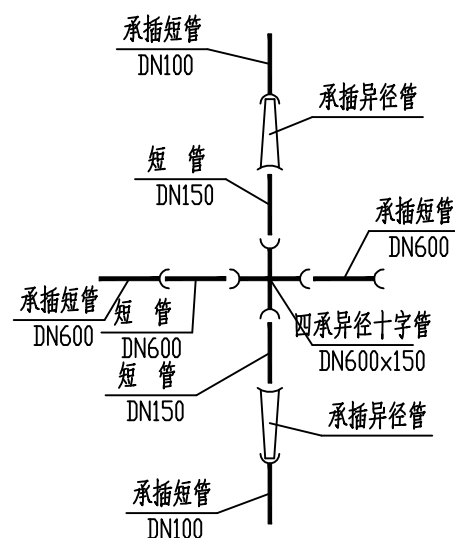 承插短管
DN100
承插异径管
短 管
DN150
承插短管
DN600
承插短管
DN600
短 管
DN600
四承异径十字管
DN600x150
短 管
DN150
承插异径管
承插短管
DN100